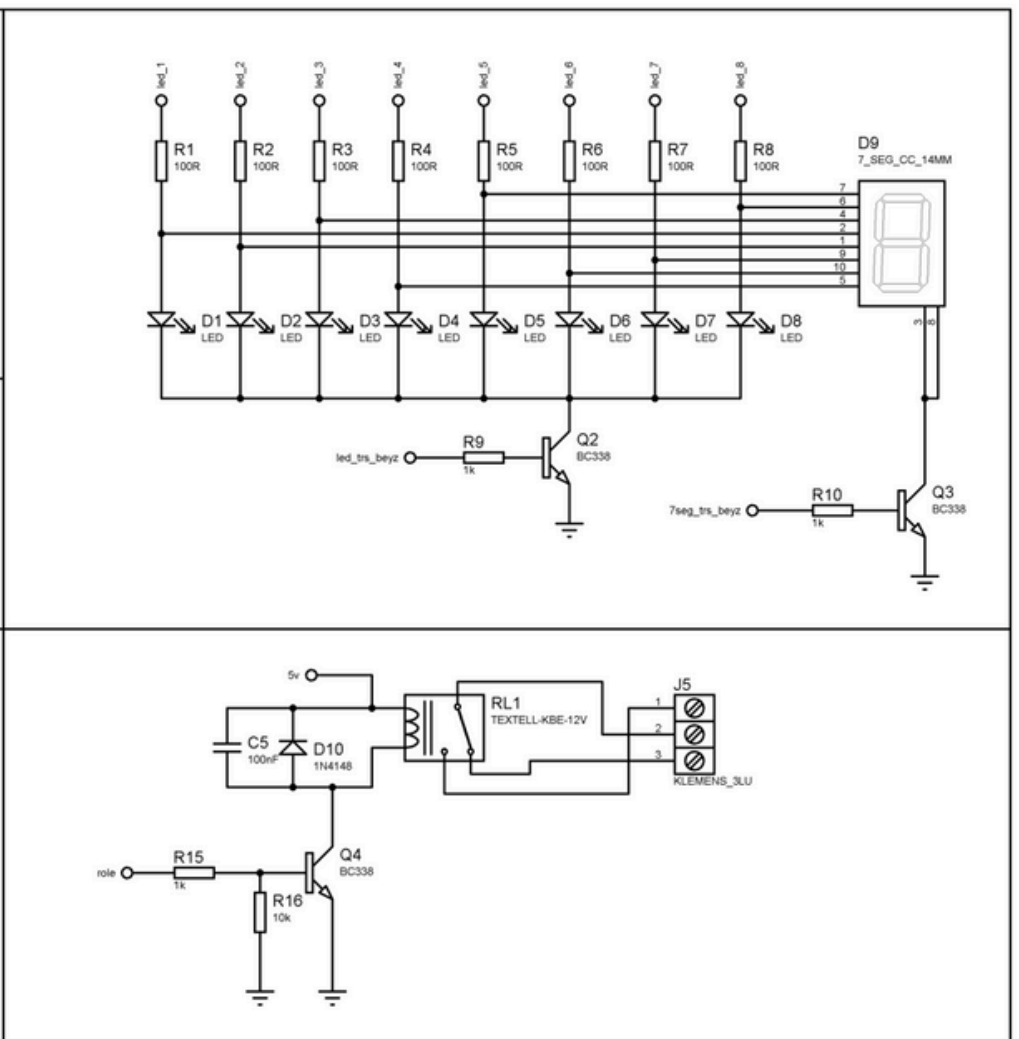 led_1
led_2
led_3
led_4
led_5
led_6
led_7
led_8
R1
100R
R2
100R
R3
100R
R4
100R
R5
100R
R6
100R
R7
100R
R8
100R
D9
7_SEG_CC_14MM
7
6
4
2
1
9
10
5
3
8
D1
LED
D2
LED
D3
LED
D4
LED
D5
LED
D6
LED
D7
LED
D8
LED
led_trs_beyz
R9
1k
Q2
BC338
7seg_trs_beyz
R10
1k
Q3
BC338
5v
C5
100nF
D10
1N4148
RL1
TEXTELL-KBE-12V
J5
1
2
3
KLEMENS_3LU
role
R15
1k
R16
10k
Q4
BC338